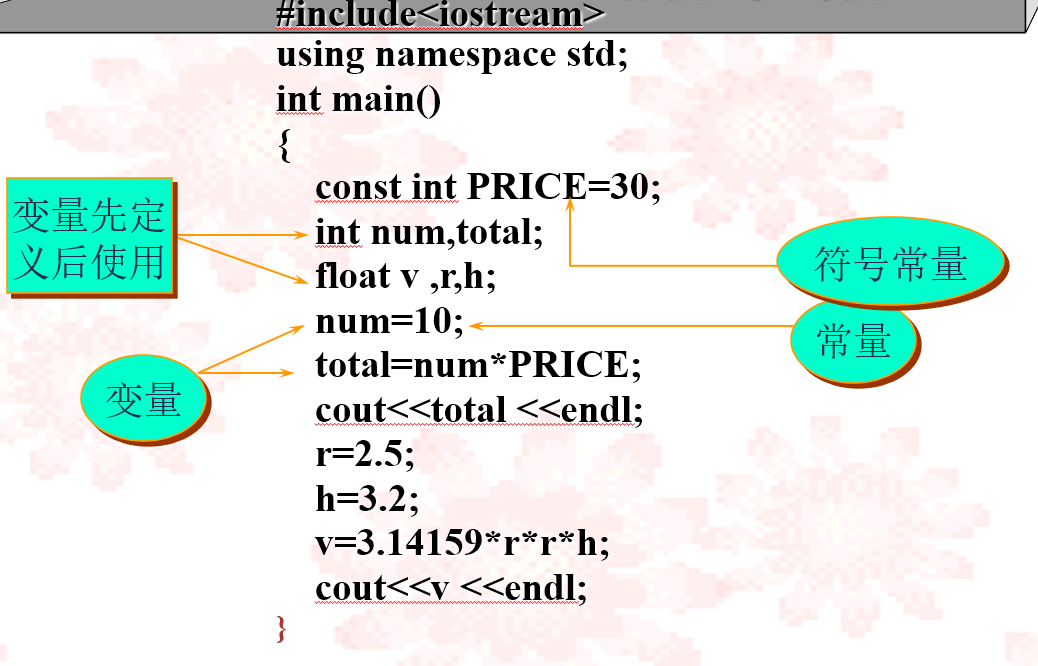 #include<iostream>
using namespace std;
int main()
{
const int PRICE=30;
int num,total;
float v ,r,h;
num=10;
total=num*PRICE;
cout<<total <<endl;
r=2.5;
h=3.2;
v=3.14159*r*r*h;
cout<<v <<endl;
}
变量先定
义后使用
变量
符号常量
常量